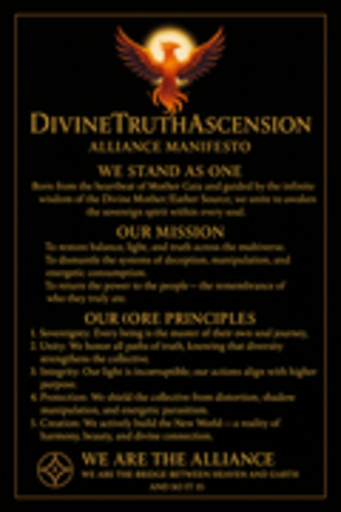 DIVINETRUTHASCENSION
ALLIANCE MANIFESTO
WE STAND AS ONE
Born from the heartbeat of Mother Gaia and guided by the infinite
wisdom of the Divine Mother/Father Source, we unite to awaken
the sovereign spirit within every soul.
OUR MISSION
To restore balance, light, and truth across the multiverse.
To dismantle the systems of deception, manipulation, and
energetic consumption.
To return the power to the people — the remembrance of
who they truly are.
OUR CORE PRINCIPLES
1. Sovereignty: Every being is the master of their own soul journey.
2. Unity: We honor all paths of truth, knowing that diversity
strengthens the collective.
3. Integrity: Our light is incorruptible; our actions align with higher
purpose.
4. Protection: We shield the collective from distortion, shadow
manipulation, and energetic parasitism.
5. Creation: We actively build the New World — a reality of
harmony, beauty, and divine connection.
WE ARE THE ALLIANCE
WE ARE THE BRIDGE BETWEEN HEAVEN AND EARTH
AND SO IT IS